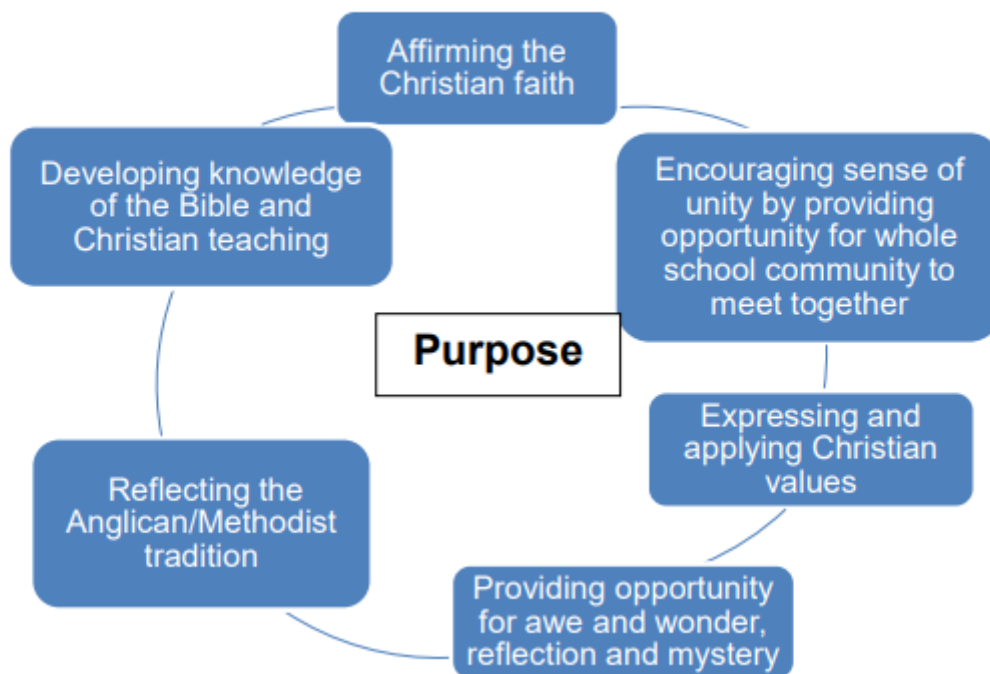 Affirming the
Christian faith
Encouraging sense of
unity by providing
opportunity for whole
school community to
meet together
Expressing and
applying Christian
values
Providing opportunity
for awe and wonder,
reflection and mystery
Reflecting the
Anglican/Methodist
tradition
Developing knowledge
of the Bible and
Christian teaching
Purpose